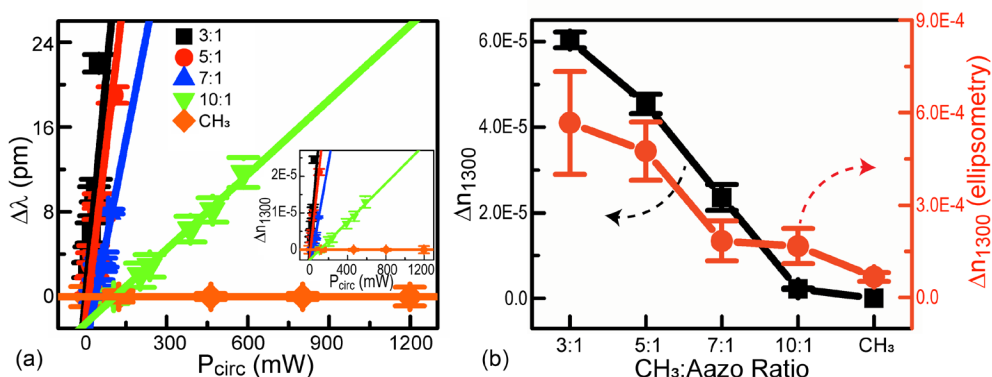 24
16
8
0
Δλ (pm)
3:1
5:1
7:1
10:1
CH₃
2E-5
1E-5
0
Δn₁₃₀₀
0 400 800 1200
P_circ (mW)
0 300 600 900 1200
(a) P_circ (mW)
6.0E-5
4.0E-5
2.0E-5
0.0
Δn₁₃₀₀
9.0E-4
6.0E-4
3.0E-4
0.0
Δn₁₃₀₀ (ellipsometry)
3:1 5:1 7:1 10:1 CH₃
(b) CH₃:Aazo Ratio